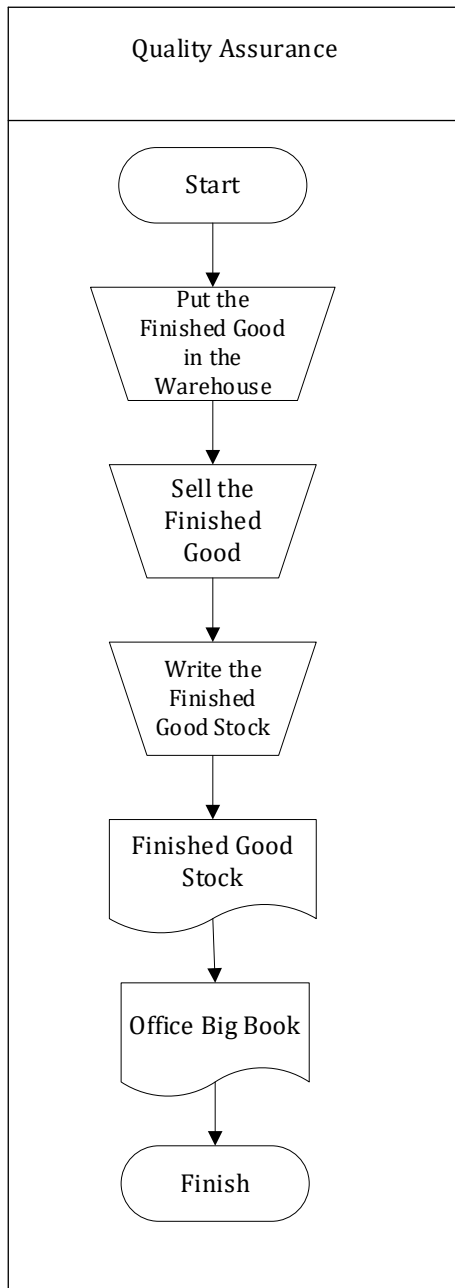 Quality Assurance
Start
Put the
Finished Good
in the
Warehouse
Sell the
Finished
Good
Write the
Finished
Good Stock
Finished Good
Stock
Office Big Book
Finish